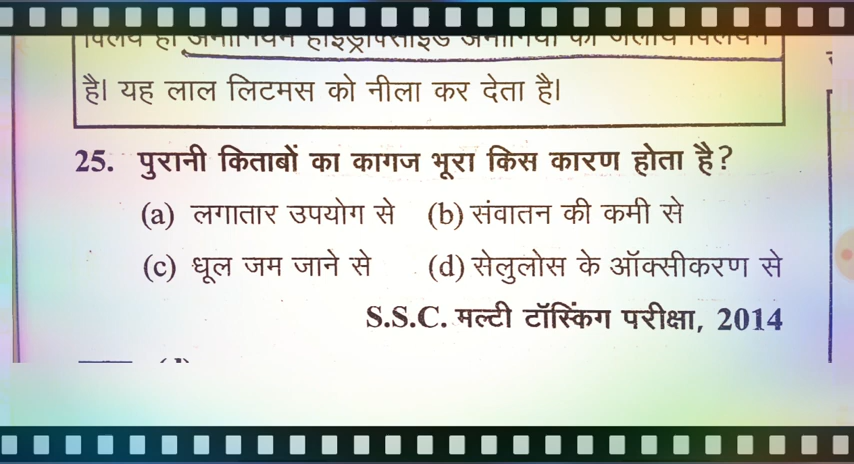 है। यह लाल लिटमस को नीला कर देता है।
25. पुरानी किताबों का कागज भूरा किस कारण होता है?
(a) लगातार उपयोग से (b) संवातन की कमी से
(c) धूल जम जाने से (d) सेलुलोस के ऑक्सीकरण से
S.S.C. मल्टी टॉस्किंग परीक्षा, 2014